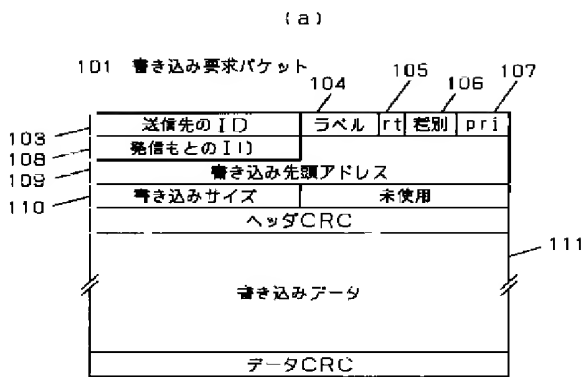 (a)
101 書き込み要求パケット
104 105 106 107
103 送信先のID ラベル rt 種別 pri
108 発信もとのID
109 書き込み先頭アドレス
110 書き込みサイズ 未使用
ヘッダCRC
111
書き込みデータ
データCRC